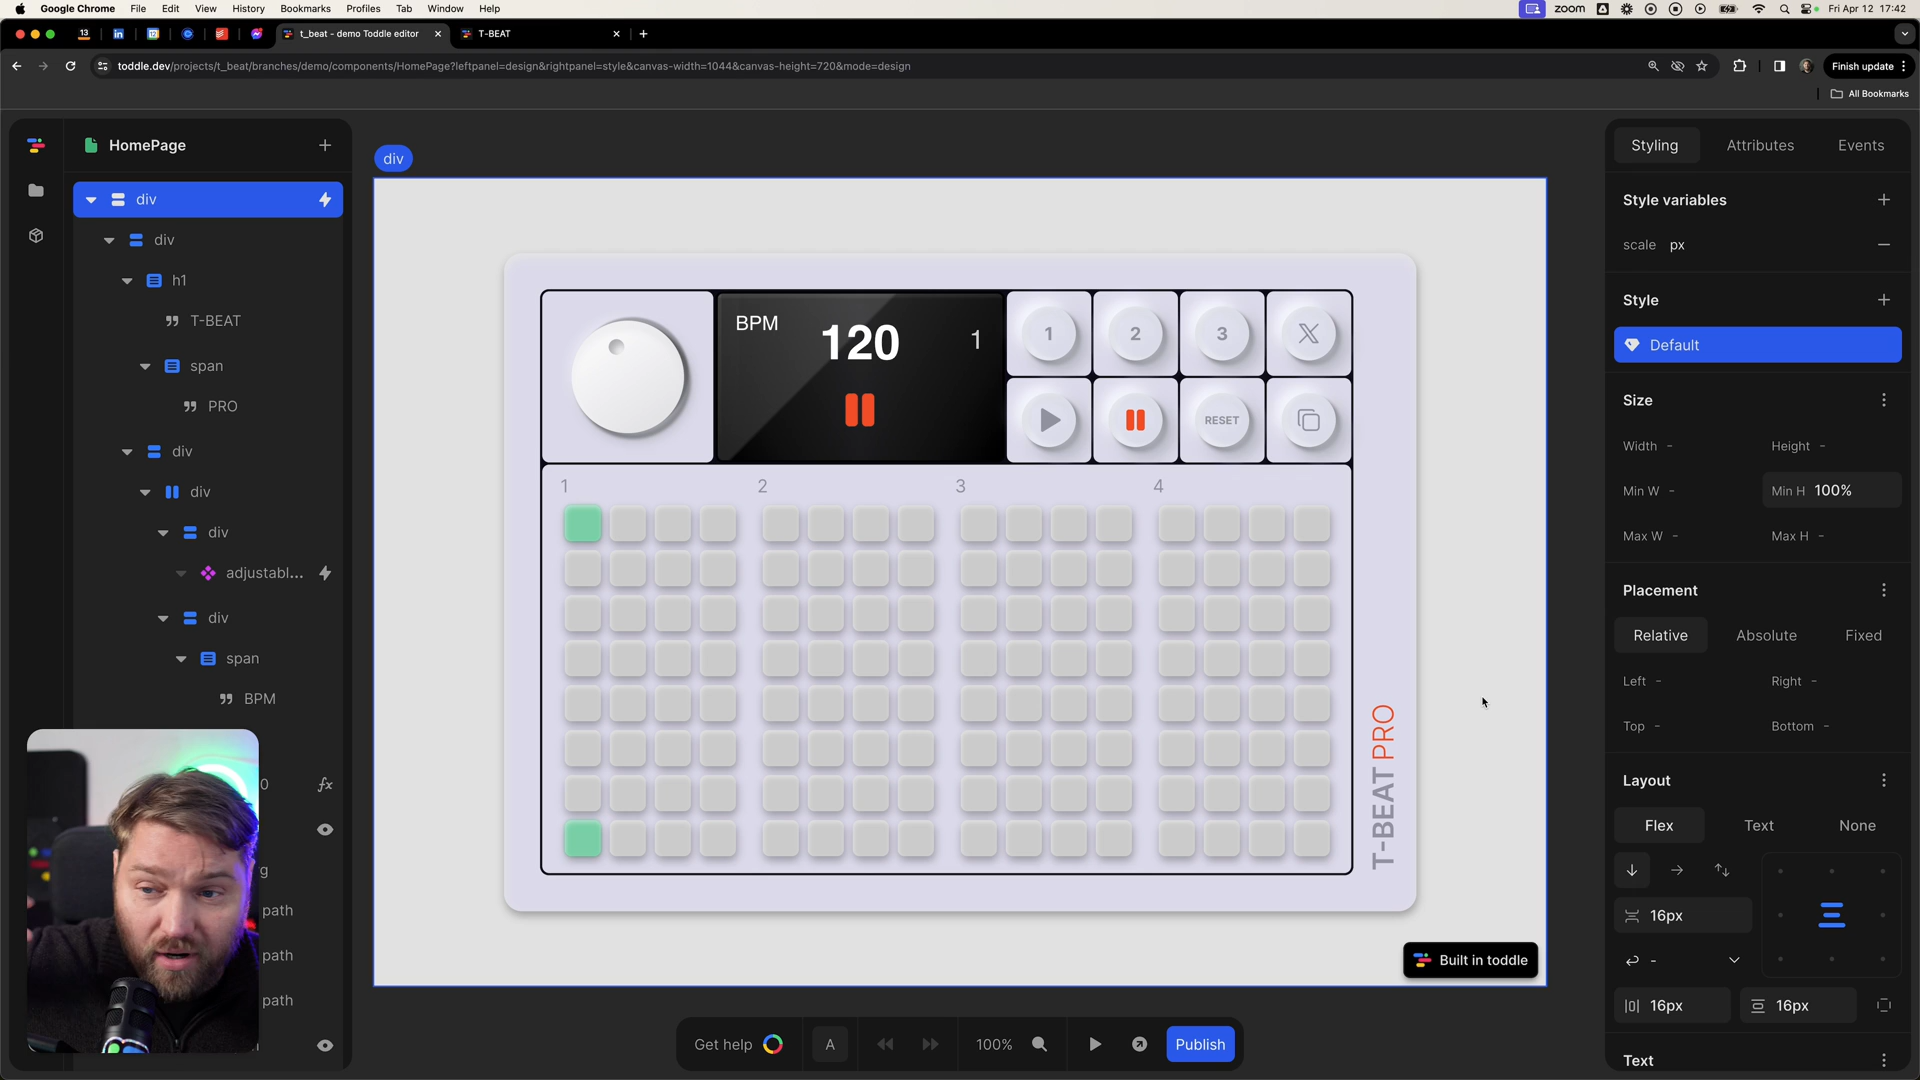 Google Chrome File Edit View History Bookmarks Profiles Tab Window Help
zoom
Fri Apr 12 17:42
13
t_beat - demo Toddle editor
T-BEAT
toddle.dev/projects/t_beat/branches/demo/components/HomePage?leftpanel=design&rightpanel=style&canvas-width=1044&canvas-height=720&mode=design
Finish update
All Bookmarks
HomePage
div
div
h1
T-BEAT
span
PRO
div
div
div
adjustabl...
div
span
BPM
0
fx
g
path
path
path
div
BPM
120
1
1
2
3
X
RESET
1
2
3
4
T-BEAT PRO
Built in toddle
Get help
A
100%
Publish
Styling
Attributes
Events
Style variables
scale px
Style
Default
Size
Width -
Height -
Min W -
Min H 100%
Max W -
Max H -
Placement
Relative
Absolute
Fixed
Left -
Right -
Top -
Bottom -
Layout
Flex
Text
None
16px
-
16px
16px
Text